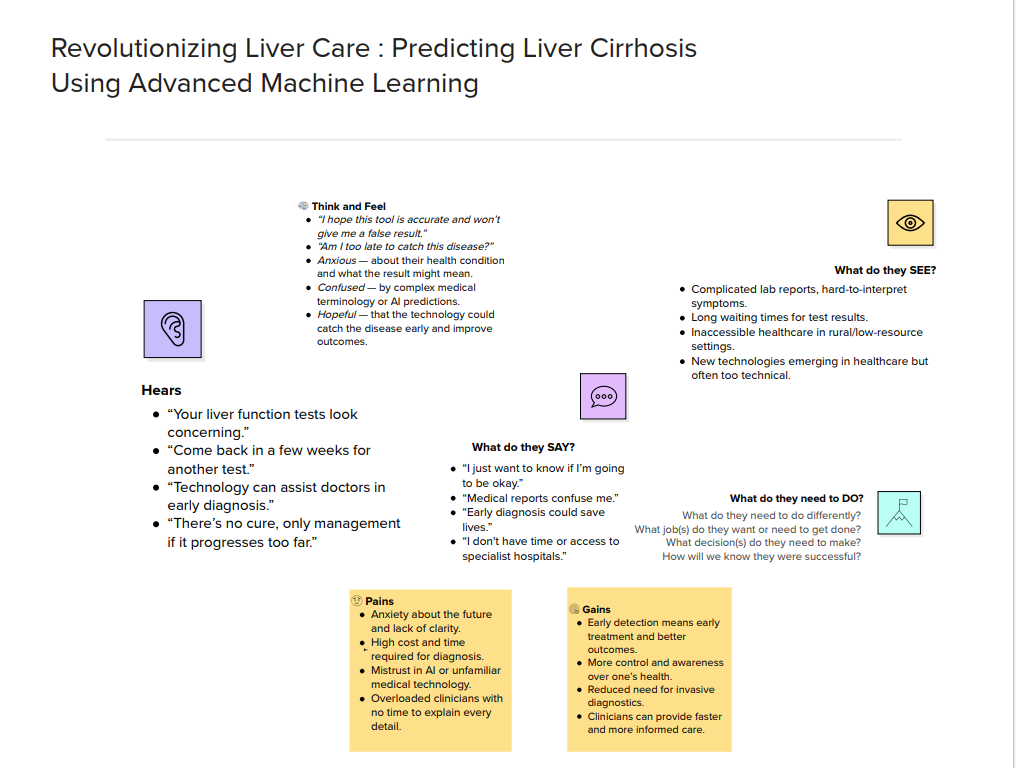 Revolutionizing Liver Care : Predicting Liver Cirrhosis
Using Advanced Machine Learning
Think and Feel
• “I hope this tool is accurate and won’t
give me a false result.”
• “Am I too late to catch this disease?”
• Anxious — about their health condition
and what the result might mean.
• Confused — by complex medical
terminology or AI predictions.
• Hopeful — that the technology could
catch the disease early and improve
outcomes.
What do they SEE?
• Complicated lab reports, hard-to-interpret
symptoms.
• Long waiting times for test results.
• Inaccessible healthcare in rural/low-resource
settings.
• New technologies emerging in healthcare but
often too technical.
Hears
• “Your liver function tests look
concerning.”
• “Come back in a few weeks for
another test.”
• “Technology can assist doctors in
early diagnosis.”
• “There’s no cure, only management
if it progresses too far.”
What do they SAY?
• “I just want to know if I’m going
to be okay.”
• “Medical reports confuse me.”
• “Early diagnosis could save
lives.”
• “I don't have time or access to
specialist hospitals.”
What do they need to DO?
What do they need to do differently?
What job(s) do they want or need to get done?
What decision(s) do they need to make?
How will we know they were successful?
Pains
• Anxiety about the future
and lack of clarity.
• High cost and time
required for diagnosis.
• Mistrust in AI or unfamiliar
medical technology.
• Overloaded clinicians with
no time to explain every
detail.
Gains
• Early detection means early
treatment and better
outcomes.
• More control and awareness
over one’s health.
• Reduced need for invasive
diagnostics.
• Clinicians can provide faster
and more informed care.